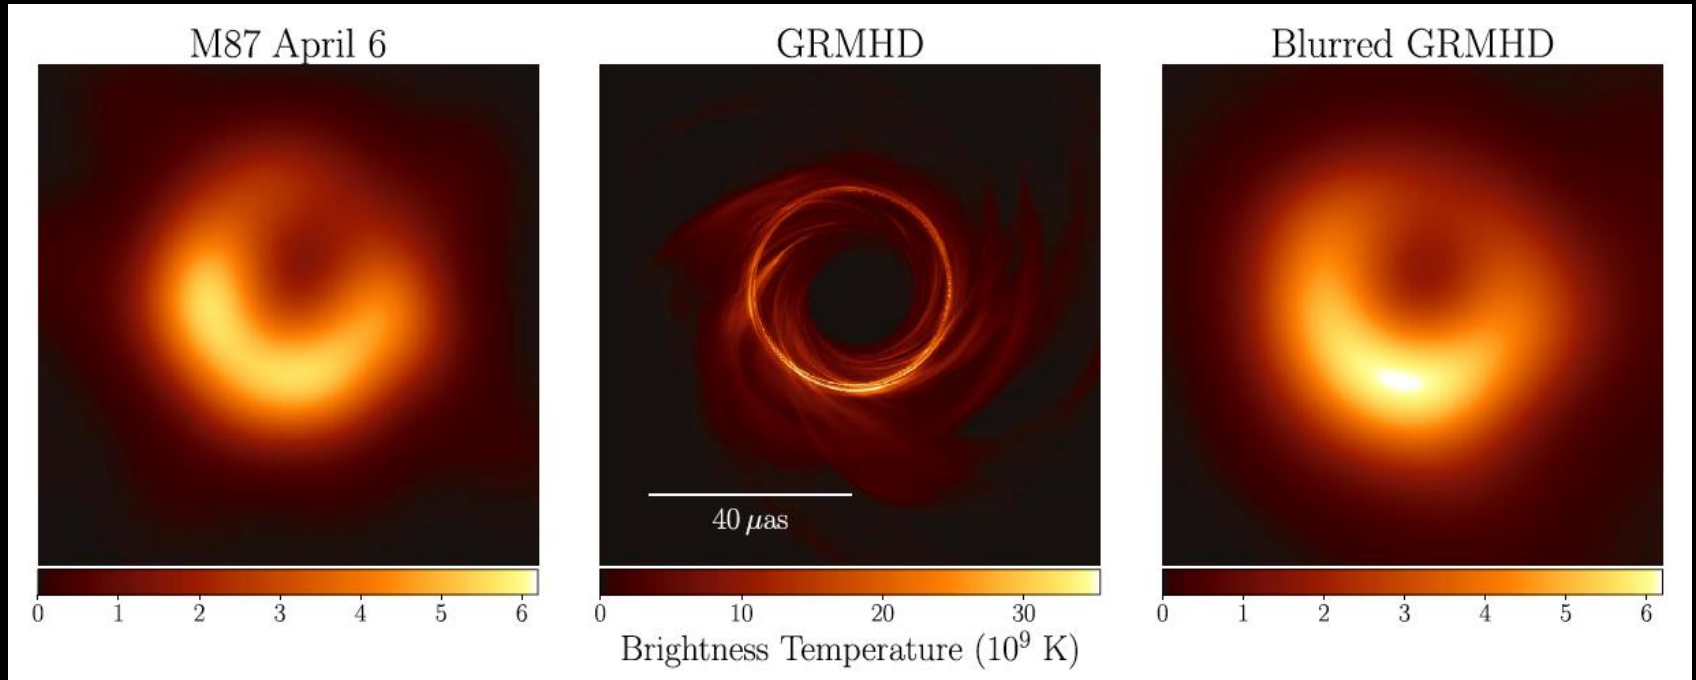 M87 April 6
GRMHD
Blurred GRMHD
40 μas
0 1 2 3 4 5 6
0 10 20 30
0 1 2 3 4 5 6
Brightness Temperature (10⁹ K)